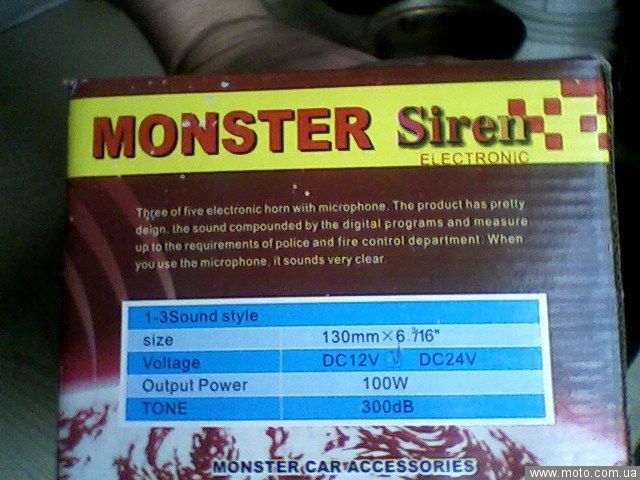 MONSTER Siren
ELECTRONIC
Three of five electronic horn with microphone. The product has pretty
deign, the sound compounded by the digital programs and measure
up to the requirements of police and fire control department. When
you use the microphone, it sounds very clear.
1-3Sound style
size 130mm×6.3/16"
Voltage DC12V V DC24V
Output Power 100W
TONE 300dB
MONSTER CAR ACCESSORIES
www.moto.com.ua